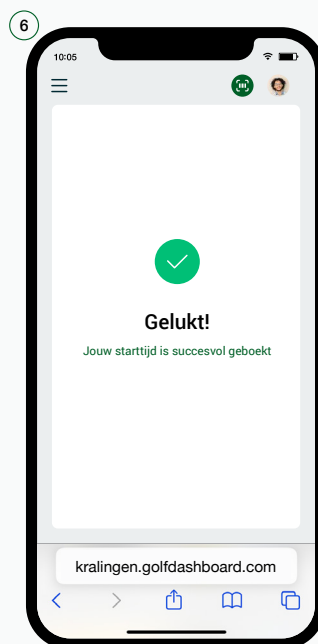 6
10:05
Gelukt!
Jouw starttijd is succesvol geboekt
kralingen.golfdashboard.com